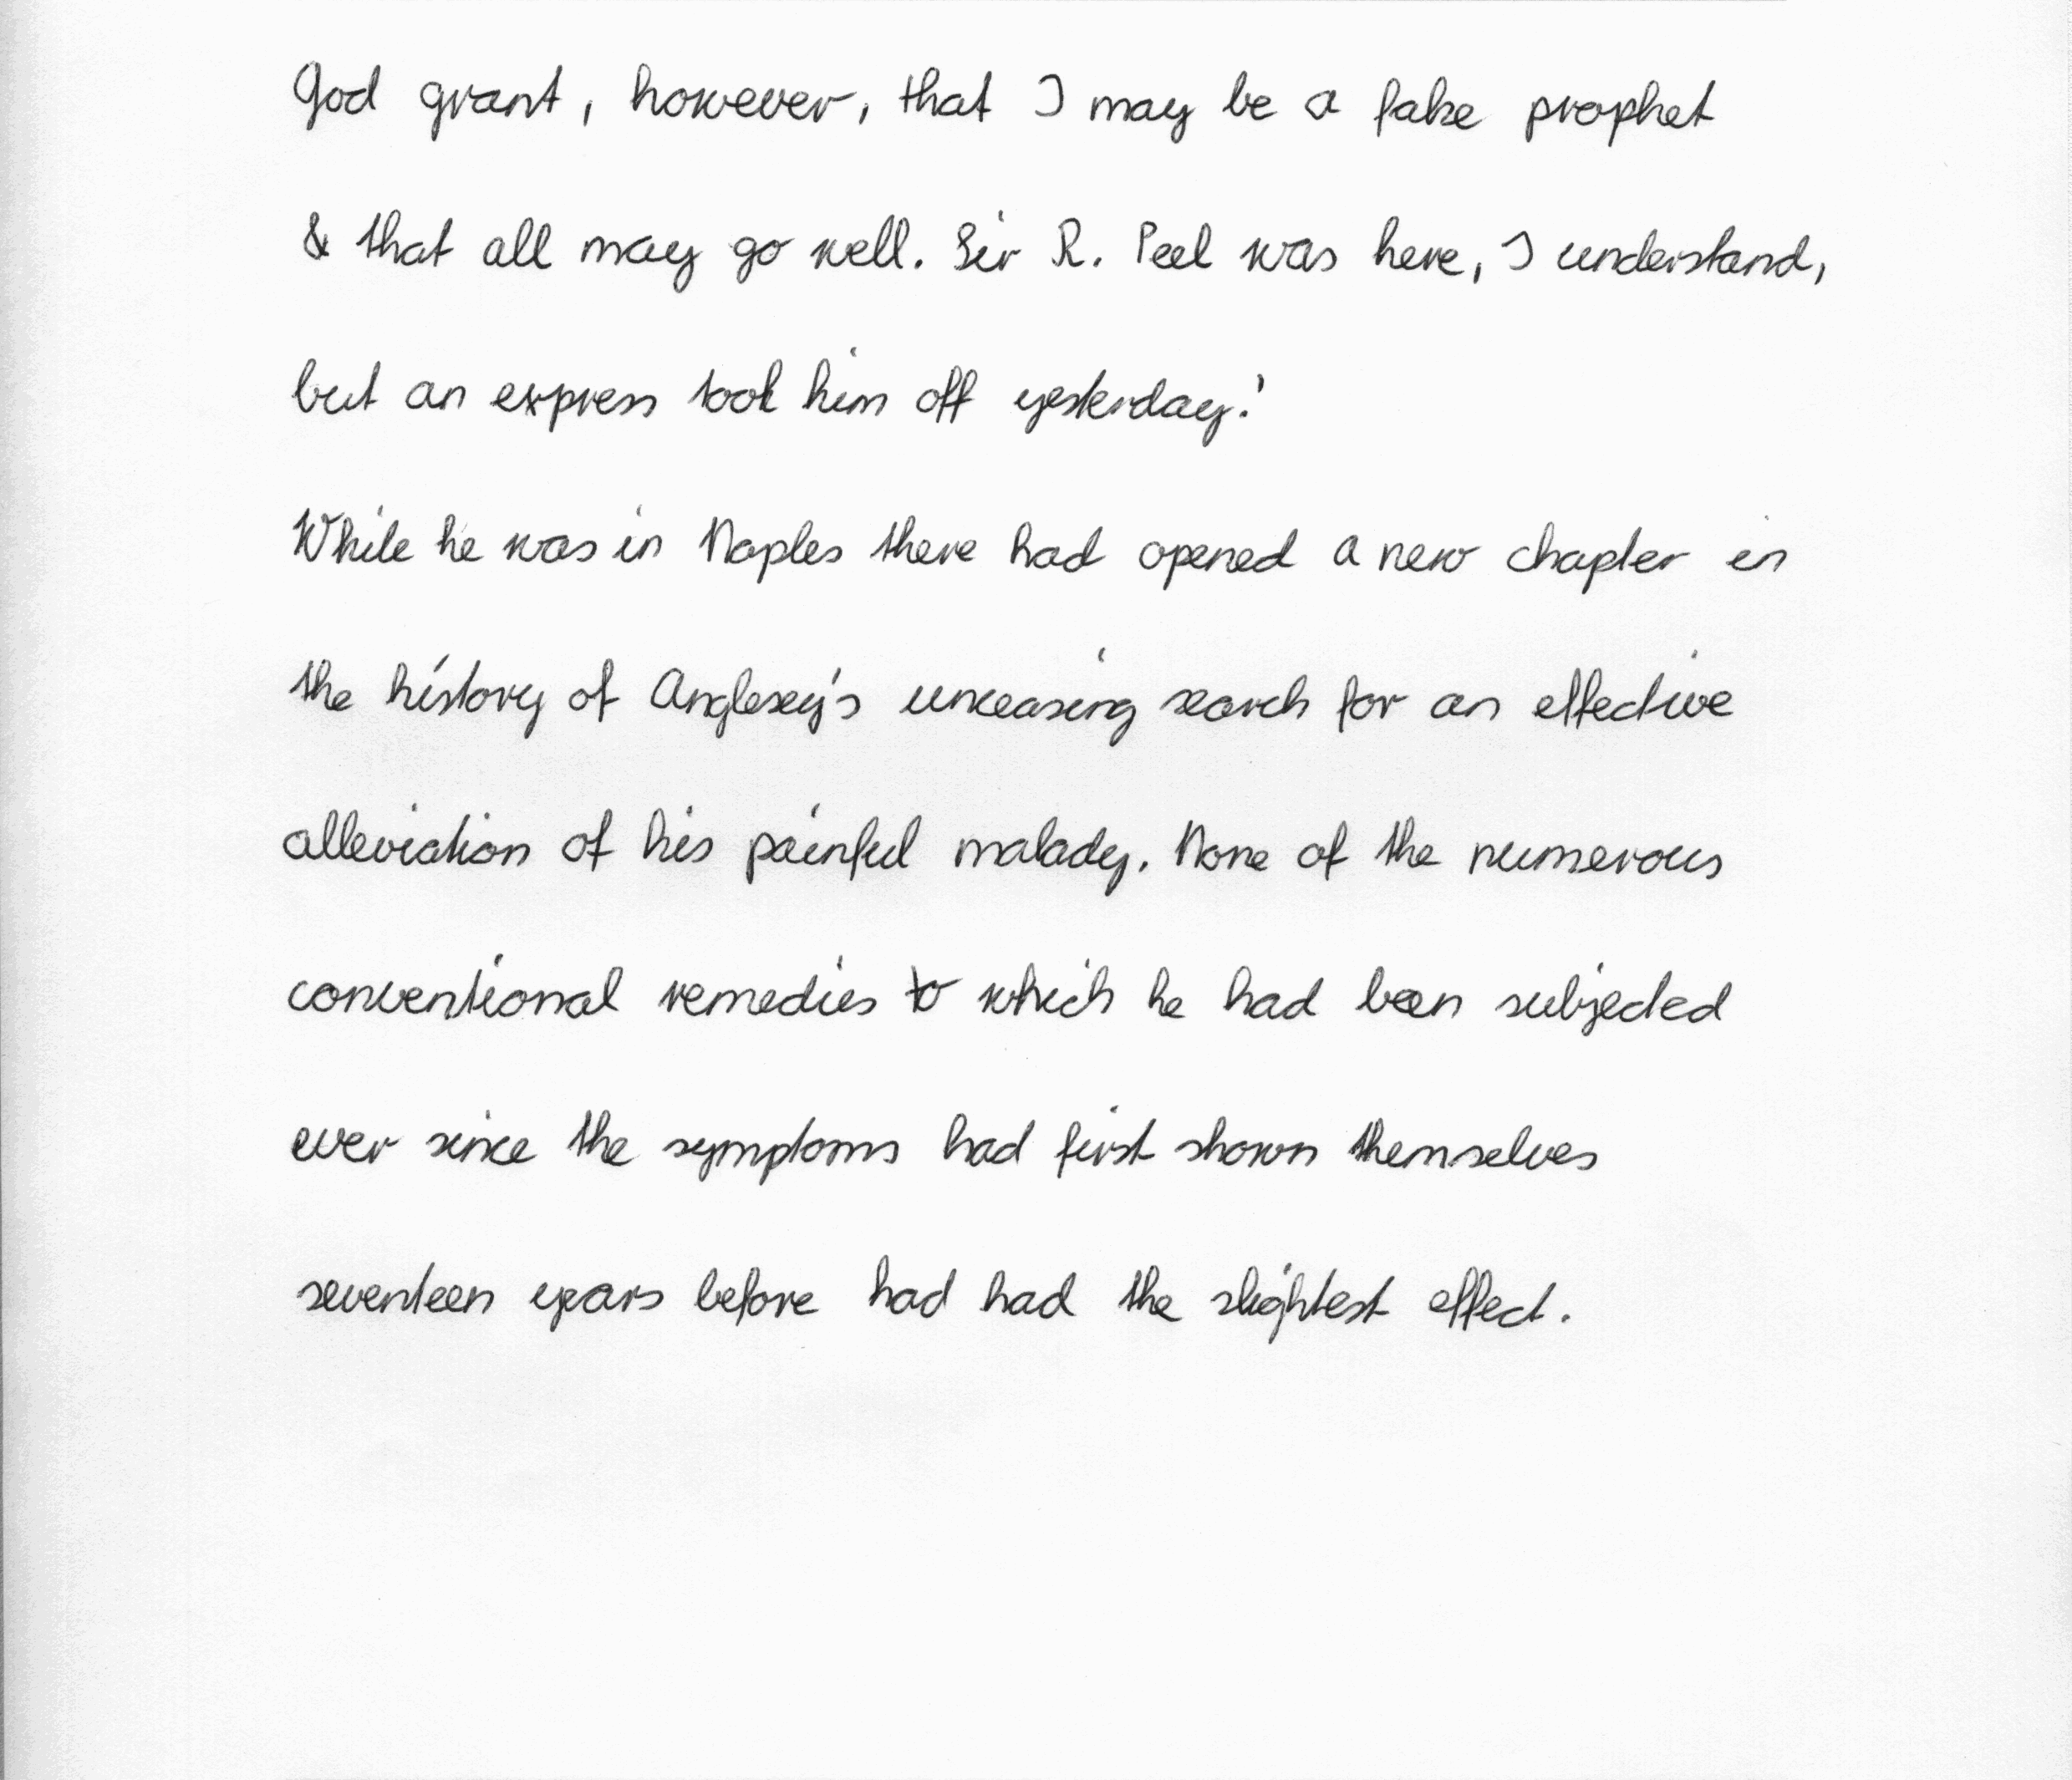 God grant, however, that I may be a false prophet
& that all may go well. Sir R. Peel was here, I understand,
but an express took him off yesterday.'
While he was in Naples there had opened a new chapter in
the history of Anglesey's unceasing search for an effective
alleviation of his painful malady. None of the numerous
conventional remedies to which he had been subjected
ever since the symptoms had first shown themselves
seventeen years before had had the slightest effect.